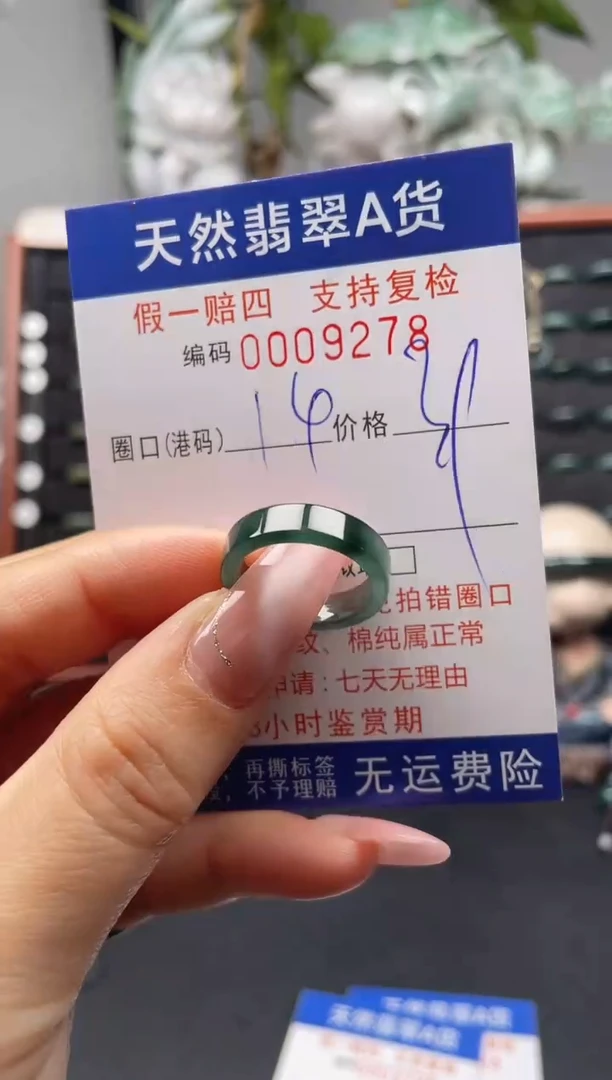 天然翡翠A货
假一赔四 支持复检
编码 0009278
圈口(港码) 14 价格
拍错圈口
、棉纯属正常
申请:七天无理由
小时鉴赏期
再撕标签
不予理赔
无运费险
天然翡翠A货